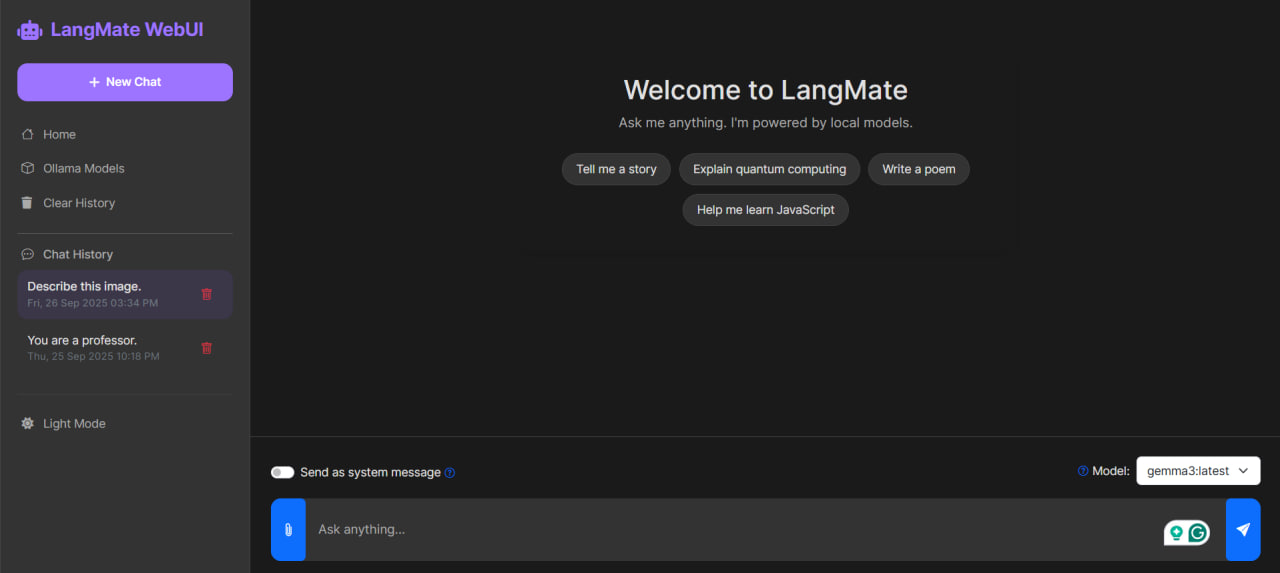 LangMate WebUI
+ New Chat
Home
Ollama Models
Clear History
Chat History
Describe this image.
Fri, 26 Sep 2025 03:34 PM
You are a professor.
Thu, 25 Sep 2025 10:18 PM
Light Mode
Welcome to LangMate
Ask me anything. I'm powered by local models.
Tell me a story
Explain quantum computing
Write a poem
Help me learn JavaScript
Send as system message ?
? Model: gemma3:latest
Ask anything...